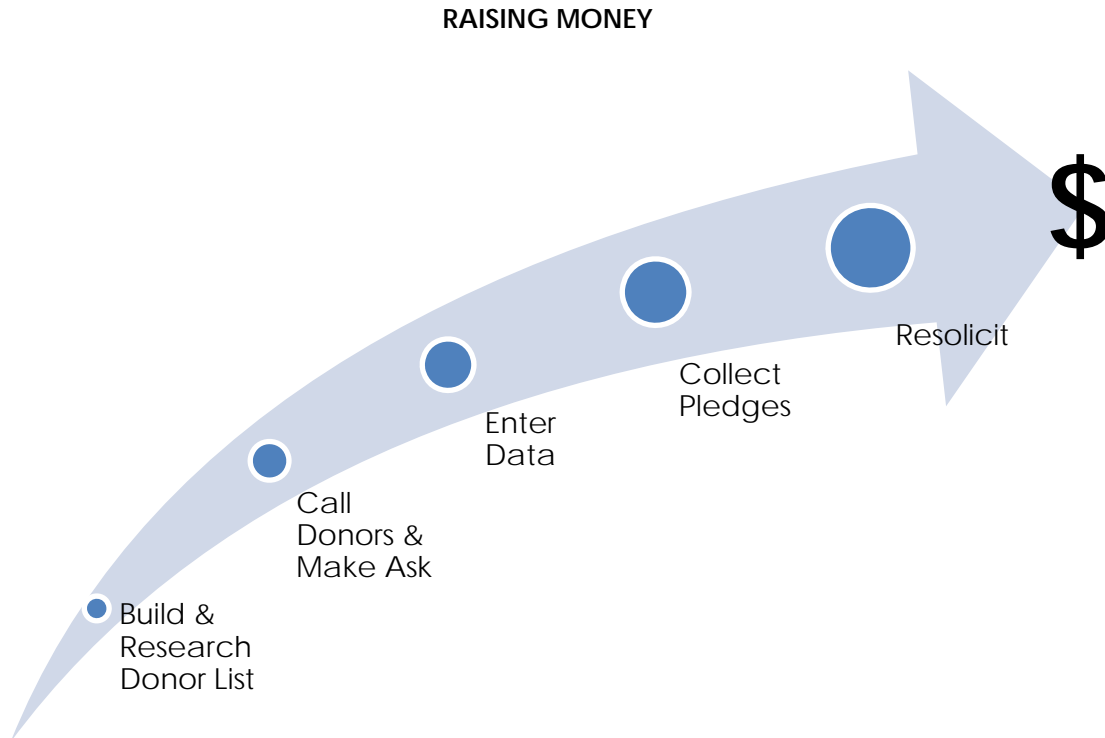 RAISING MONEY
$
Resolicit
Collect
Pledges
Enter
Data
Call
Donors &
Make Ask
Build &
Research
Donor List